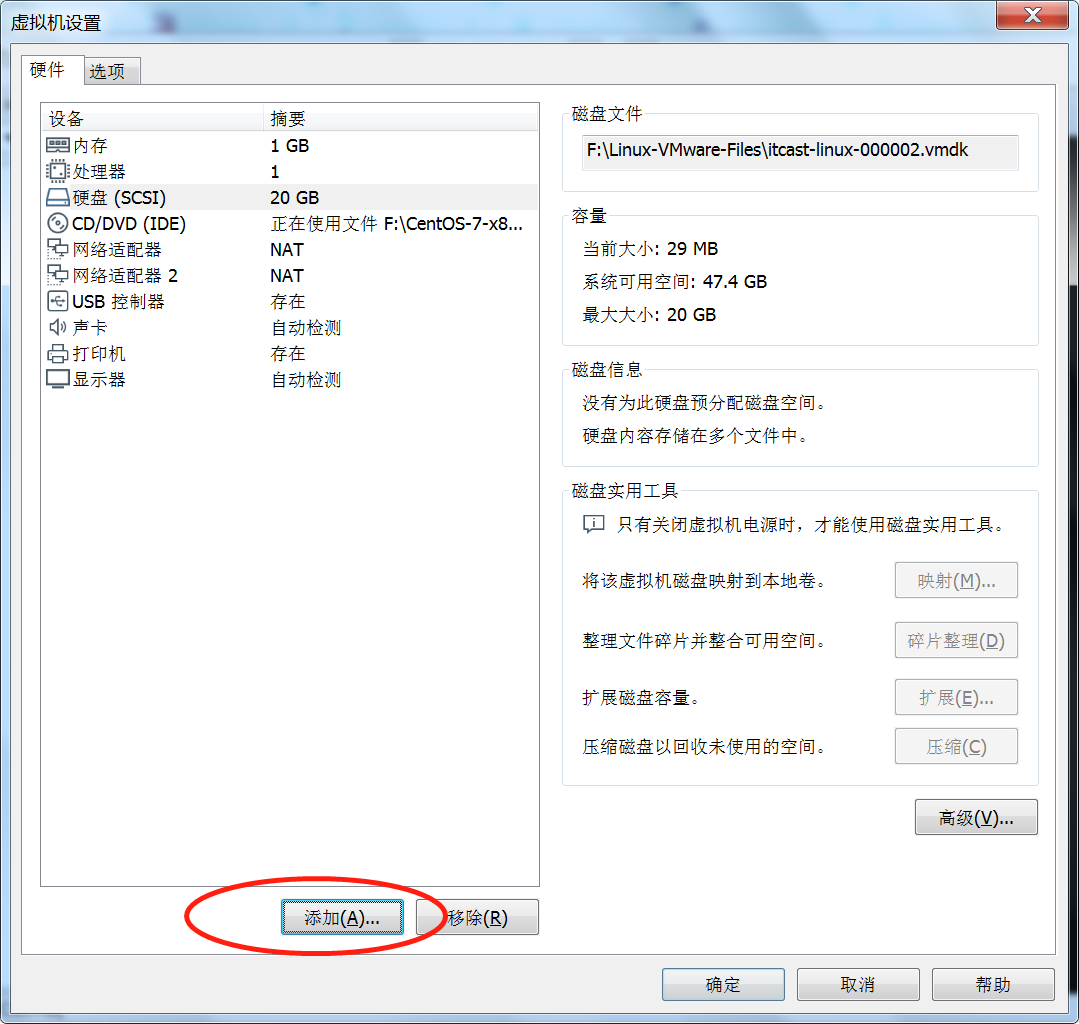 虚拟机设置
硬件 选项
设备 摘要
内存 1 GB
处理器 1
硬盘 (SCSI) 20 GB
CD/DVD (IDE) 正在使用文件 F:\CentOS-7-x8...
网络适配器 NAT
网络适配器 2 NAT
USB 控制器 存在
声卡 自动检测
打印机 存在
显示器 自动检测
添加(A)... 移除(R)
磁盘文件
F:\Linux-VMware-Files\itcast-linux-000002.vmdk
容量
当前大小: 29 MB
系统可用空间: 47.4 GB
最大大小: 20 GB
磁盘信息
没有为此硬盘预分配磁盘空间。
硬盘内容存储在多个文件中。
磁盘实用工具
只有关闭虚拟机电源时，才能使用磁盘实用工具。
将该虚拟机磁盘映射到本地卷。 映射(M)...
整理文件碎片并整合可用空间。 碎片整理(D)
扩展磁盘容量。 扩展(E)...
压缩磁盘以回收未使用的空间。 压缩(C)
高级(V)...
确定 取消 帮助